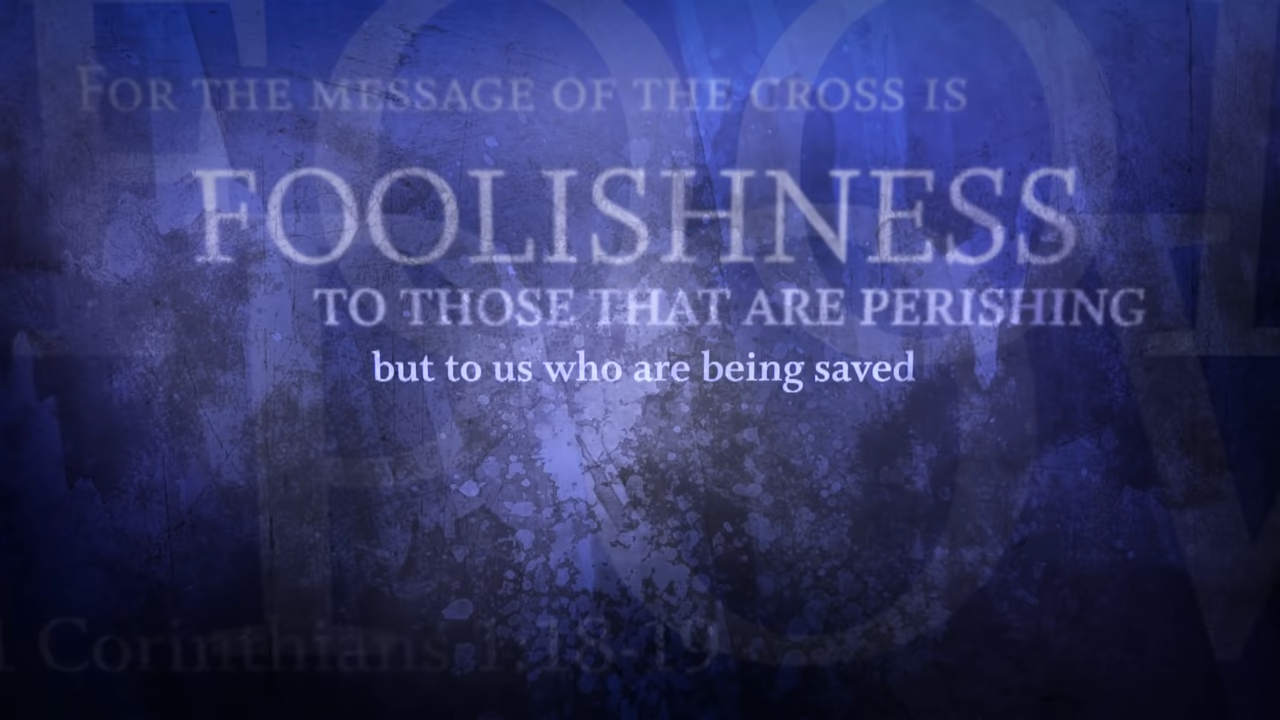 FOR THE MESSAGE OF THE CROSS IS
FOOLISHNESS
TO THOSE THAT ARE PERISHING
but to us who are being saved
1 Corinthians 1:18-19